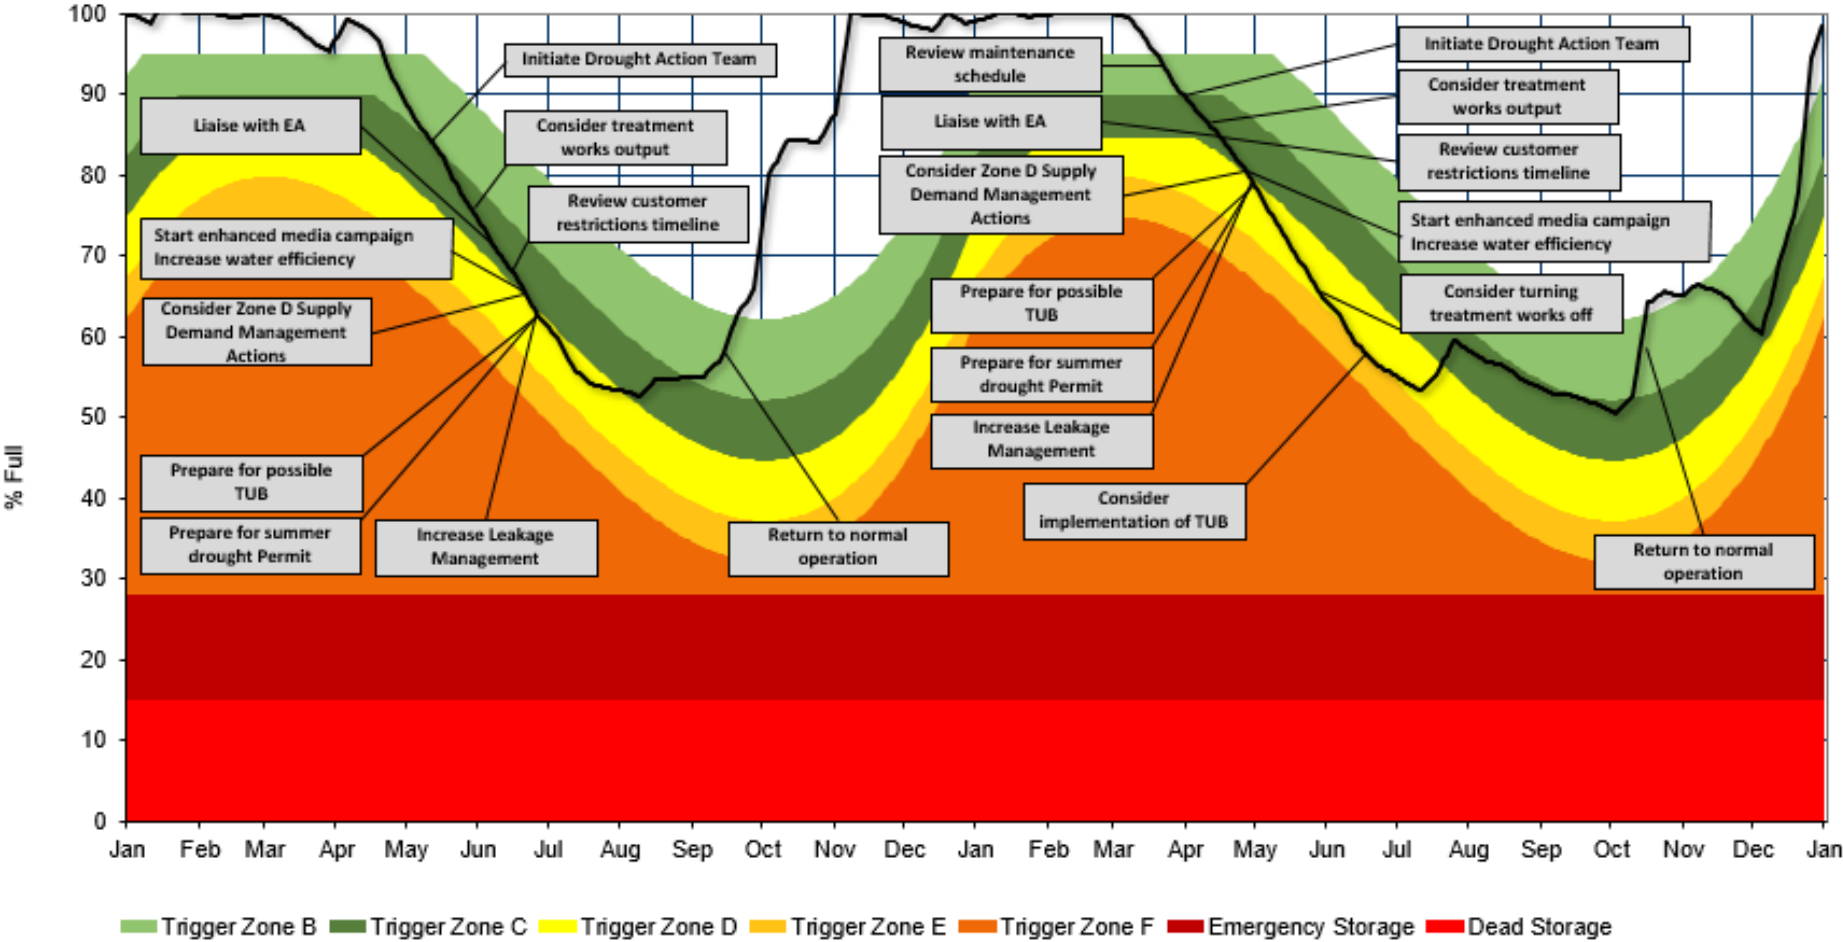 100
90
80
70
60
50
40
30
20
10
0
% Full
Initiate Drought Action Team
Liaise with EA
Consider treatment
works output
Review customer
restrictions timeline
Start enhanced media campaign
Increase water efficiency
Consider Zone D Supply
Demand Management
Actions
Prepare for possible
TUB
Prepare for summer
drought Permit
Increase Leakage
Management
Return to normal
operation
Review maintenance
schedule
Liaise with EA
Consider Zone D Supply
Demand Management
Actions
Prepare for possible
TUB
Prepare for summer
drought Permit
Increase Leakage
Management
Consider
implementation of TUB
Initiate Drought Action Team
Consider treatment
works output
Review customer
restrictions timeline
Start enhanced media campaign
Increase water efficiency
Consider turning
treatment works off
Return to normal
operation
Jan Feb Mar Apr May Jun Jul Aug Sep Oct Nov Dec Jan Feb Mar Apr May Jun Jul Aug Sep Oct Nov Dec Jan
Trigger Zone B Trigger Zone C Trigger Zone D Trigger Zone E Trigger Zone F Emergency Storage Dead Storage